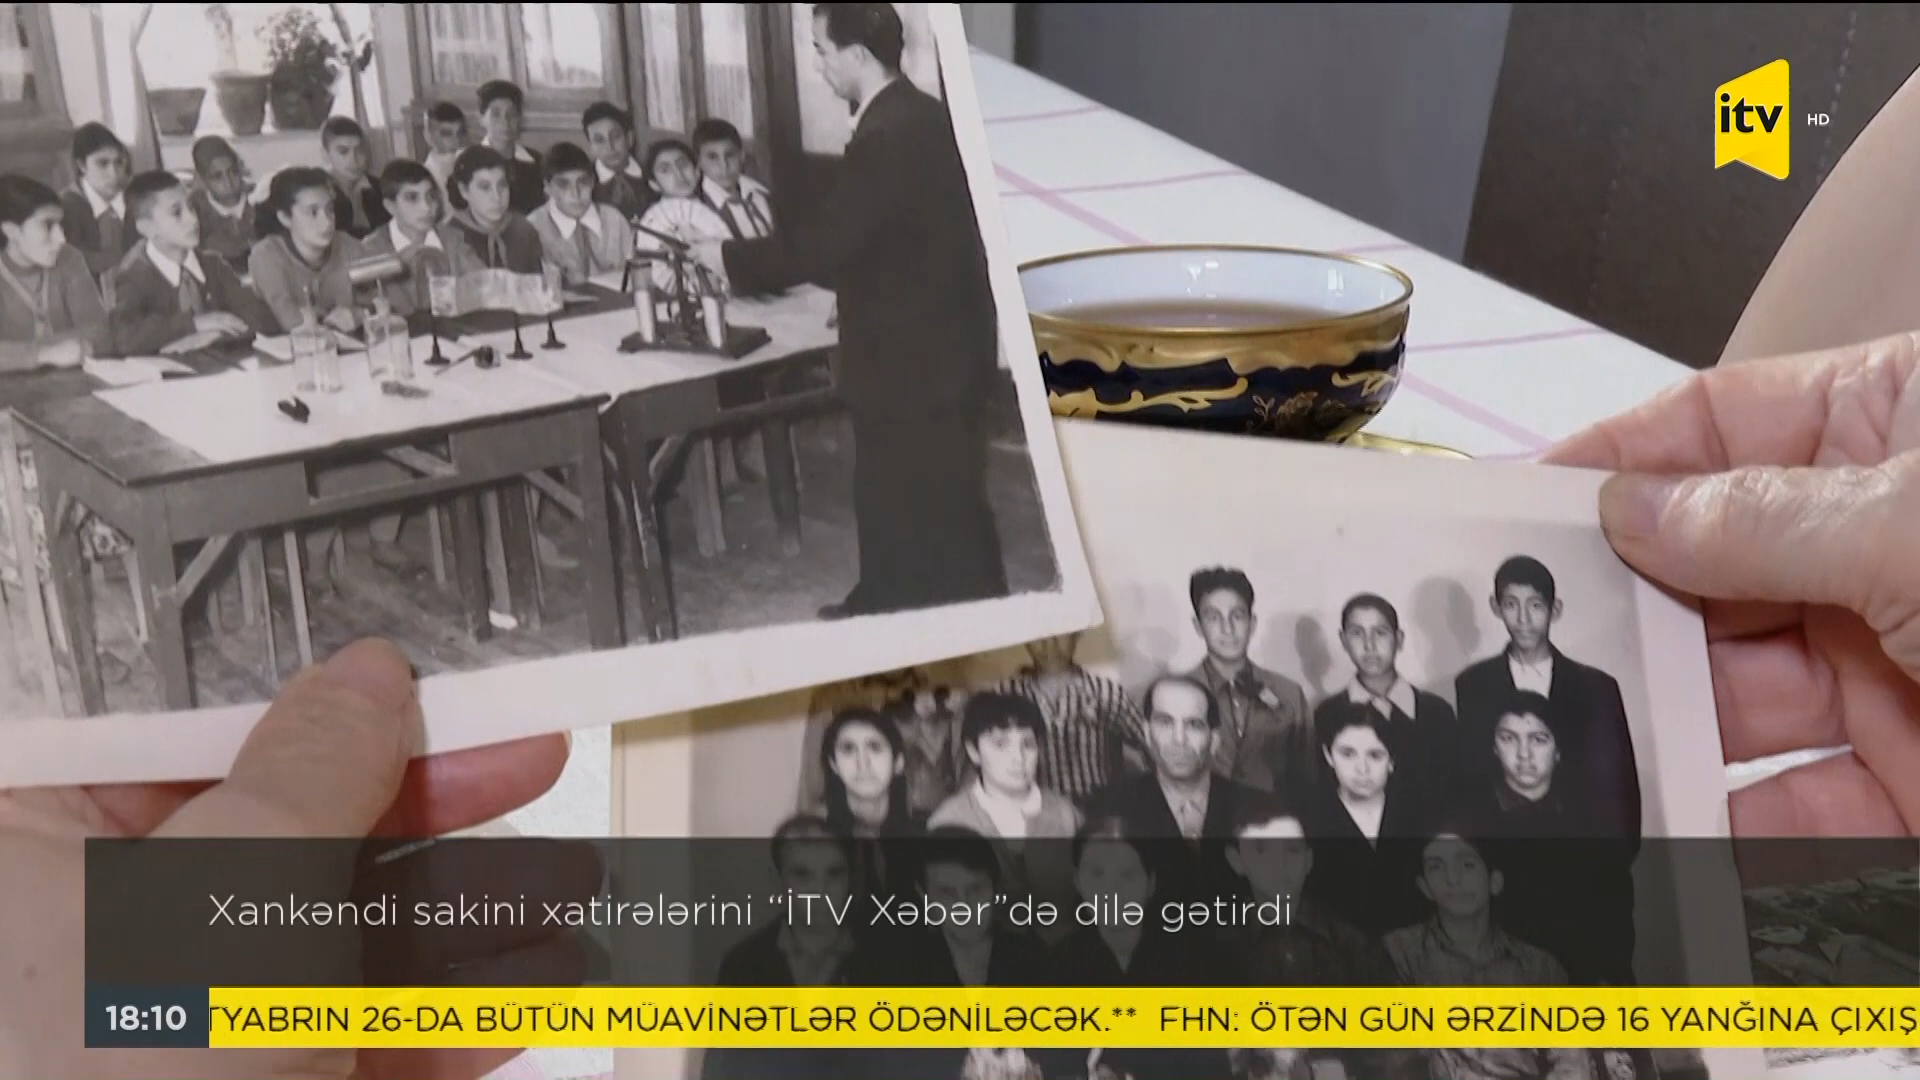 itv HD
Xankəndi sakini xatirələrini “İTV Xəbər”də dilə gətirdi
18:10
TYABRIN 26-DA BÜTÜN MÜAVİNƏTLƏR ÖDƏNİLƏCƏK.** FHN: ÖTƏN GÜN ƏRZİNDƏ 16 YANĞINA ÇIXIŞ